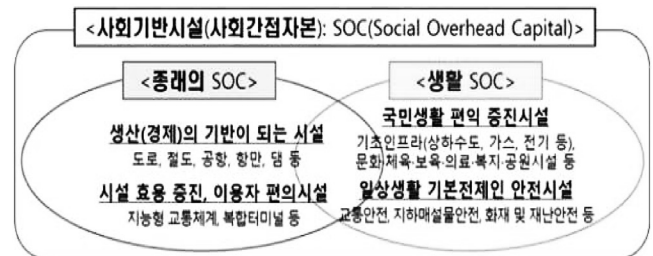 <사회기반시설(사회간접자본): SOC(Social Overhead Capital)>
<종래의 SOC>
생산(경제)의 기반이 되는 시설
도로, 철도, 공항, 항만, 댐 등
시설 효용 증진, 이용자 편의시설
지능형 교통체계, 복합터미널 등
<생활 SOC>
국민생활 편익 증진시설
기초인프라(상하수도, 가스, 전기 등),
문화·체육·보육·의료·복지·공원시설 등
일상생활 기본전제인 안전시설
교통안전, 지하매설물안전, 화재 및 재난안전 등